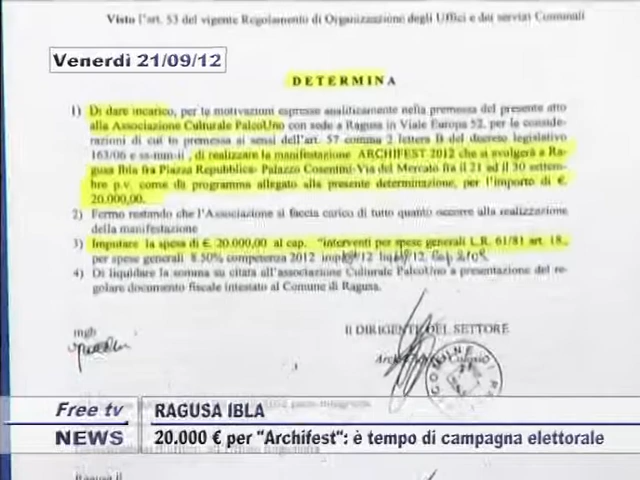 Visto l'art. 53 del vigente Regolamento di Organizzazione degli Uffici e dei servizi Comunali
Venerdì 21/09/12
DETERMINA
1) Di dare incarico, per le motivazioni espresse analiticamente nella premessa del presente atto
alla Associazione Culturale PalcoUno con sede a Ragusa in Viale Europa 52, per le conside-
razioni di cui in premessa ai sensi dell'art. 57 comma 2 lettera B del decreto legislativo
163/06 e ss-mm-ii, di realizzare la manifestazione ARCHIFEST 2012 che si svolgerà a Ra-
gusa Ibla fra Piazza Repubblica- Palazzo Cosentini-Via del Mercato fra il 21 ed il 30 settem-
bre p.v. come da programma allegato alla presente determinazione, per l'importo di €.
20.000,00.
2) Fermo restando che l'Associazione si faccia carico di tutto quanto occorre alla realizzazione
della manifestazione
3) Imputare la spesa di €. 20.000,00 al cap. "interventi per spese generali L.R. 61/81 art. 18.,
per spese generali 8.50% competenza 2012
4) Di liquidare la somma su citata all'associazione Culturale PalcoUno a presentazione del re-
golare documento fiscale intestato al Comune di Ragusa.
mgb
Il DIRIGENTE DEL SETTORE
COMUNE DI
Free tv
NEWS
RAGUSA IBLA
20.000 € per "Archifest": è tempo di campagna elettorale
Ragusa il